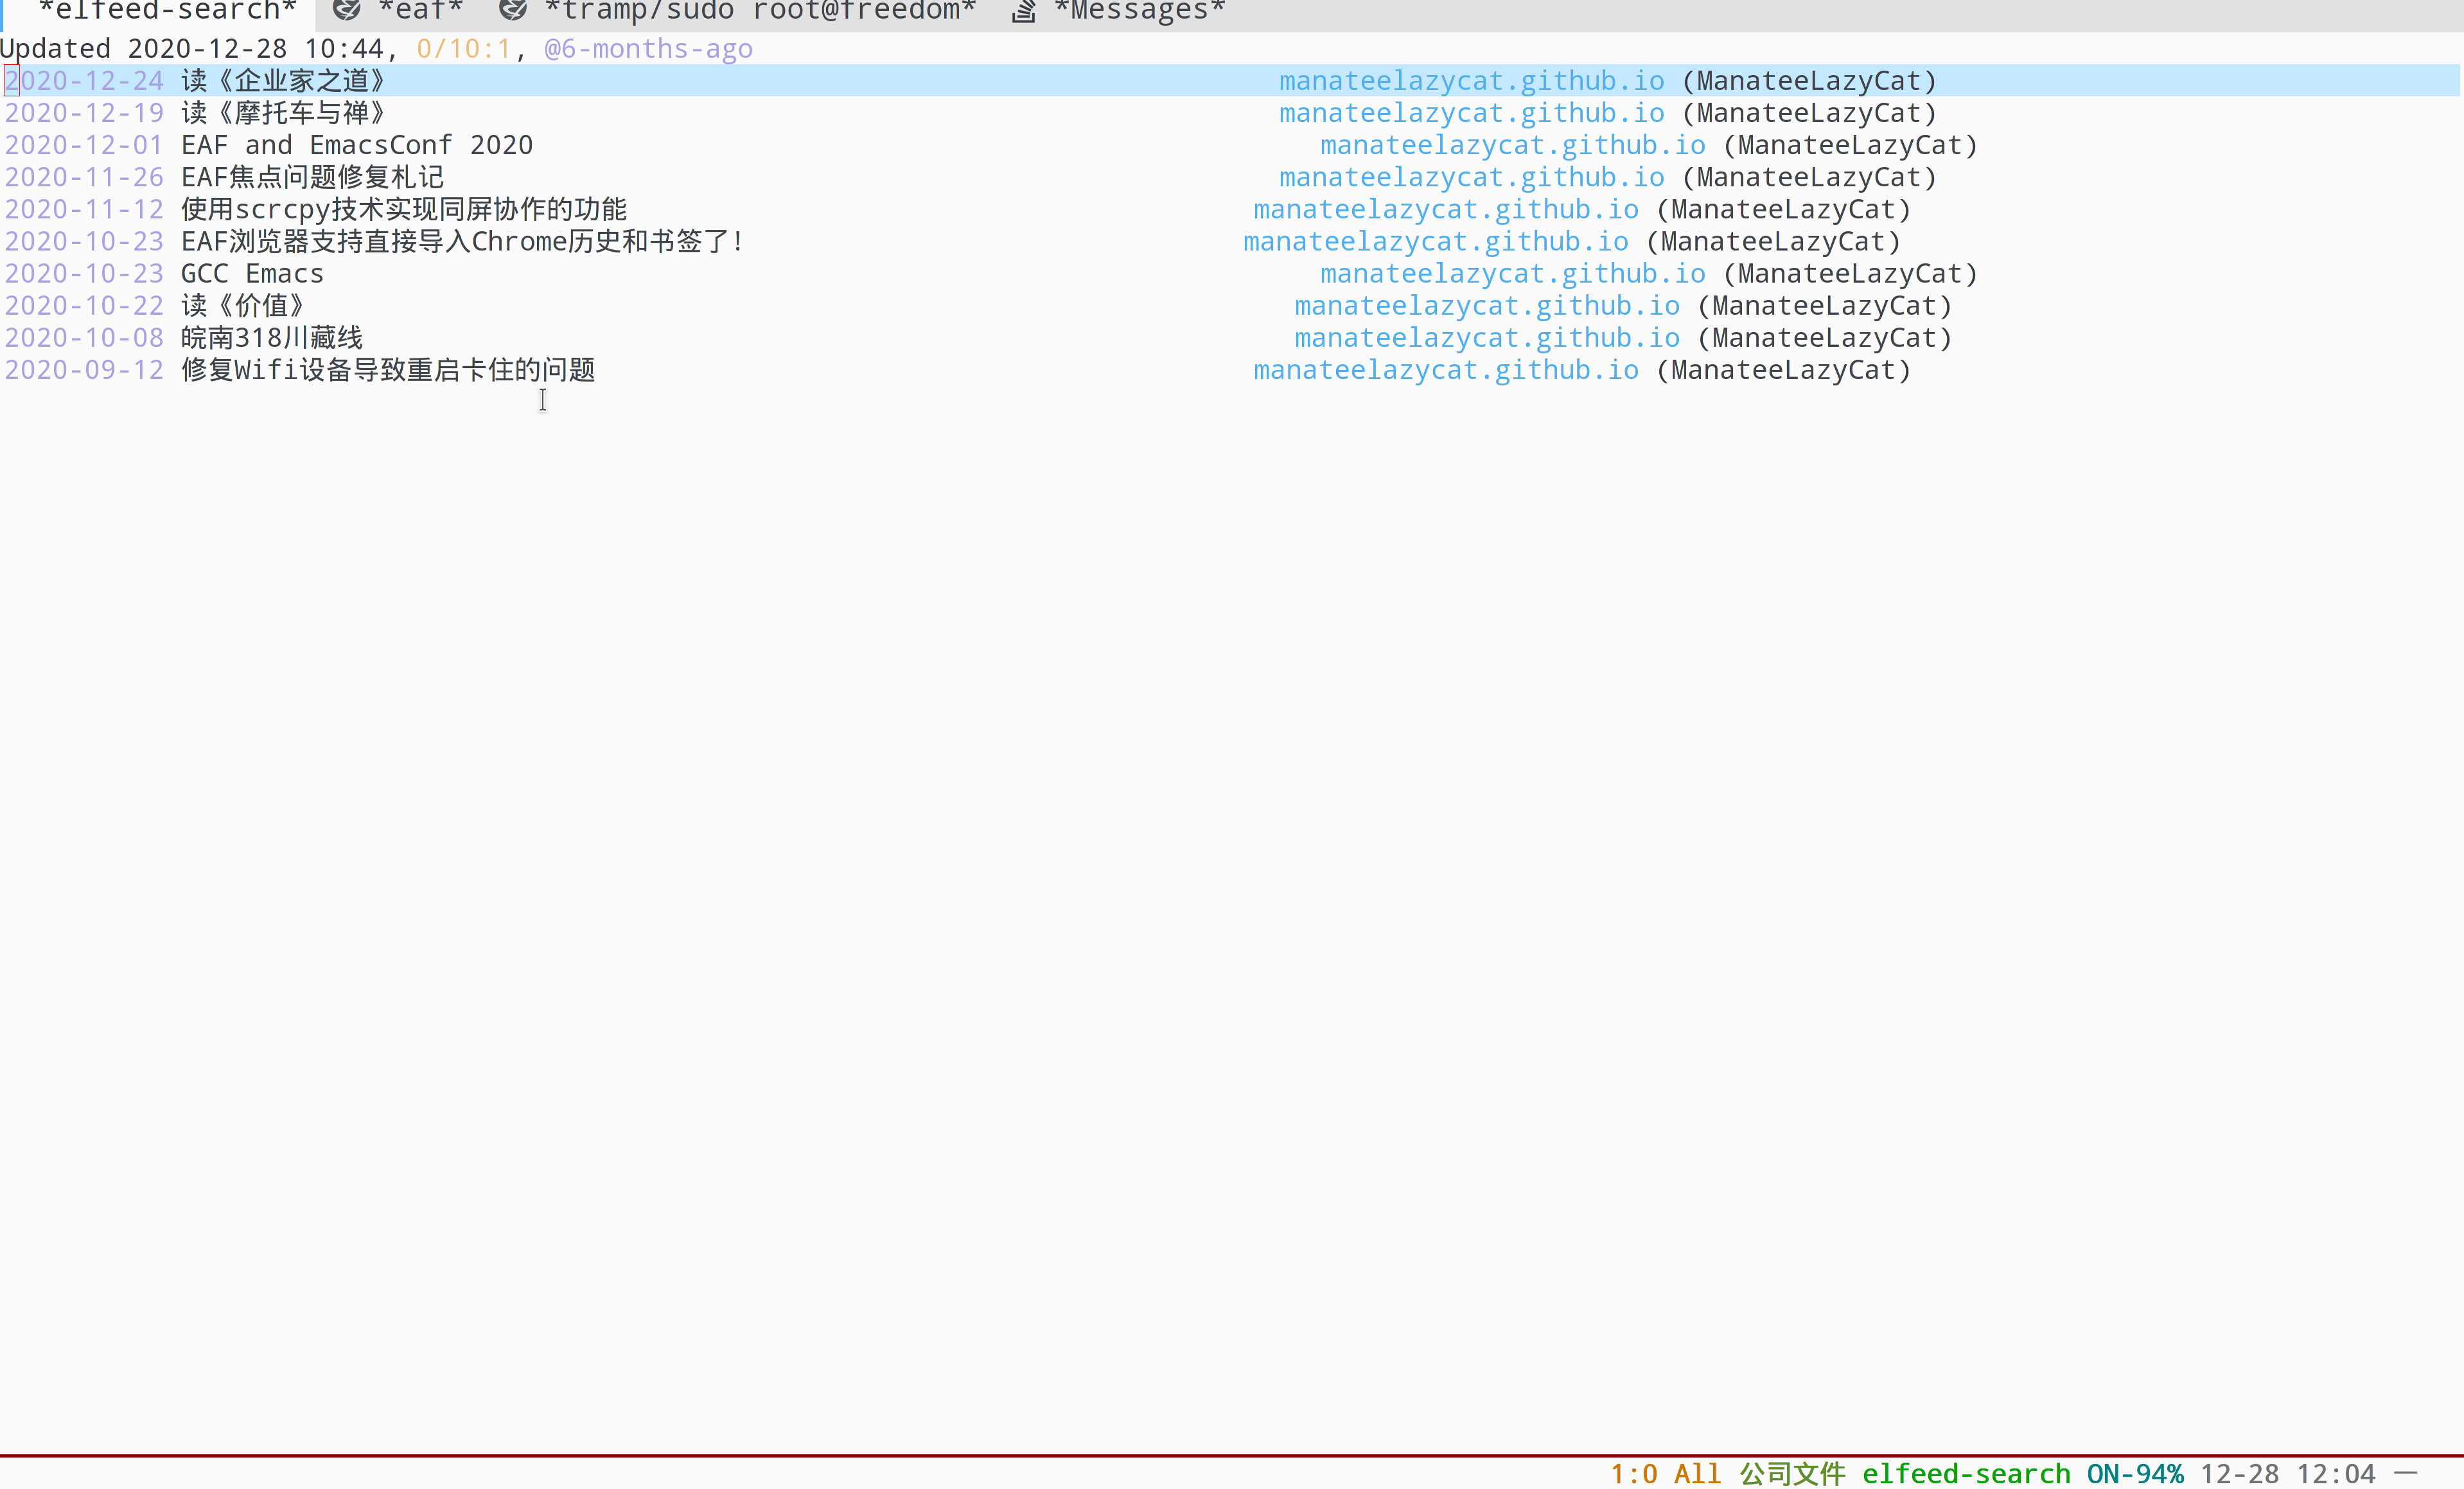 *elfeed-search* *eaf* *tramp/sudo root@freedom* *Messages*
Updated 2020-12-28 10:44, 0/10:1, @6-months-ago
2020-12-24 读《企业家之道》 manateelazycat.github.io (ManateeLazyCat)
2020-12-19 读《摩托车与禅》 manateelazycat.github.io (ManateeLazyCat)
2020-12-01 EAF and EmacsConf 2020 manateelazycat.github.io (ManateeLazyCat)
2020-11-26 EAF焦点问题修复札记 manateelazycat.github.io (ManateeLazyCat)
2020-11-12 使用scrcpy技术实现同屏协作的功能 manateelazycat.github.io (ManateeLazyCat)
2020-10-23 EAF浏览器支持直接导入Chrome历史和书签了! manateelazycat.github.io (ManateeLazyCat)
2020-10-23 GCC Emacs manateelazycat.github.io (ManateeLazyCat)
2020-10-22 读《价值》 manateelazycat.github.io (ManateeLazyCat)
2020-10-08 皖南318川藏线 manateelazycat.github.io (ManateeLazyCat)
2020-09-12 修复Wifi设备导致重启卡住的问题 manateelazycat.github.io (ManateeLazyCat)
1:0 All 公司文件 elfeed-search ON-94% 12-28 12:04 一